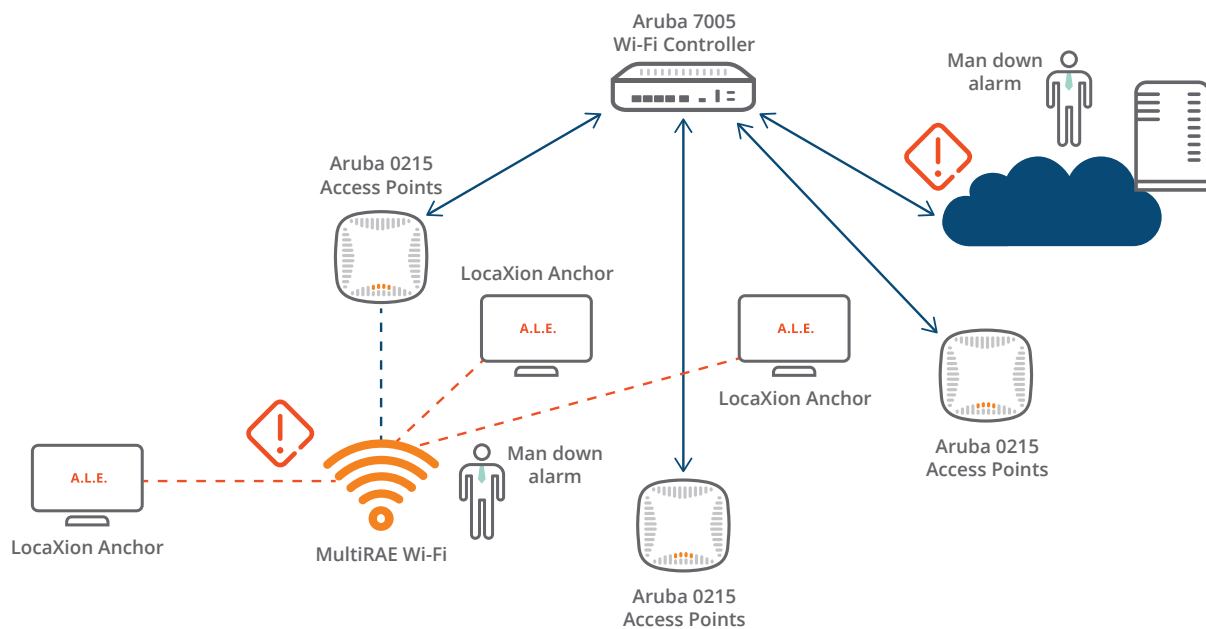 Aruba 7005
Wi-Fi Controller
Man down
alarm
Aruba 0215
Access Points
LocaXion Anchor
A.L.E.
A.L.E.
LocaXion Anchor
Aruba 0215
Access Points
Man down
alarm
A.L.E.
LocaXion Anchor
MultiRAE Wi-Fi
Aruba 0215
Access Points